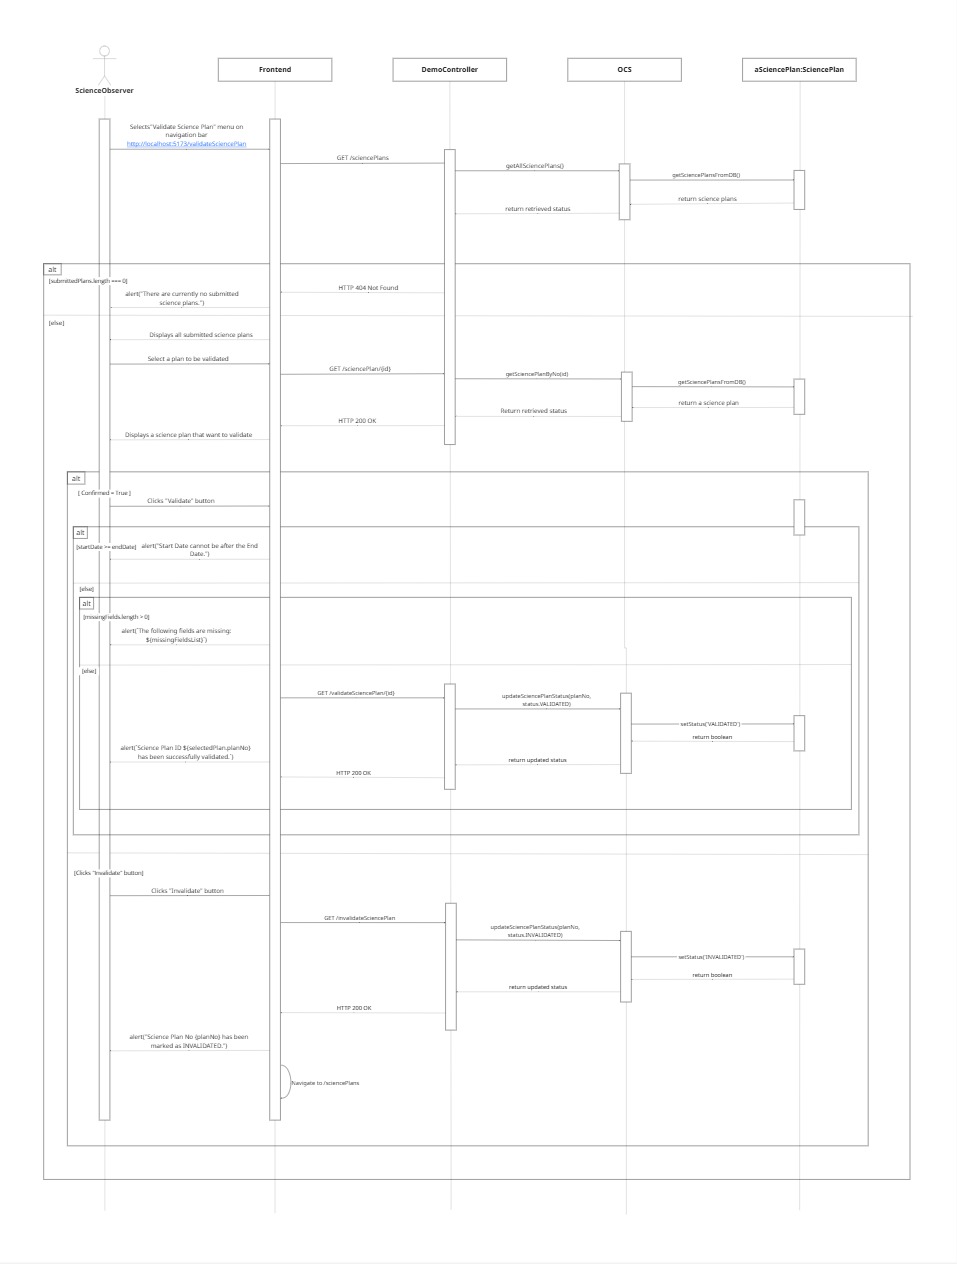 ScienceObserver
Frontend
DemoController
OCS
aSciencePlan:SciencePlan
Selects"Validate Science Plan" menu on
navigation bar
http://localhost:5173/validateSciencePlan
GET /sciencePlans
getAllSciencePlans()
getSciencePlansFromDB()
return science plans
return retrieved status
alt
[submittedPlans.length === 0]
HTTP 404 Not Found
alert("There are currently no submitted
science plans.")
[else]
Displays all submitted science plans
Select a plan to be validated
GET /sciencePlan/{id}
getSciencePlanByNo(id)
getSciencePlansFromDB()
return a science plan
Return retrieved status
HTTP 200 OK
Displays a science plan that want to validate
alt
[ Confirmed = True ]
Clicks "Validate" button
alt
[startDate >= endDate]
alert("Start Date cannot be after the End
Date.")
[else]
alt
[missingFields.length > 0]
alert(`The following fields are missing:
${missingFieldsList}`)
[else]
GET /validateSciencePlan/{id}
updateSciencePlanStatus(planNo,
status.VALIDATED)
setStatus('VALIDATED')
return boolean
alert(`Science Plan ID ${selectedPlan.planNo}
has been successfully validated.`)
return updated status
HTTP 200 OK
[Clicks "Invalidate" button]
Clicks "Invalidate" button
GET /invalidateSciencePlan
updateSciencePlanStatus(planNo,
status.INVALIDATED)
setStatus('INVALIDATED')
return boolean
return updated status
HTTP 200 OK
alert("Science Plan No {planNo} has been
marked as INVALIDATED.")
Navigate to /sciencePlans